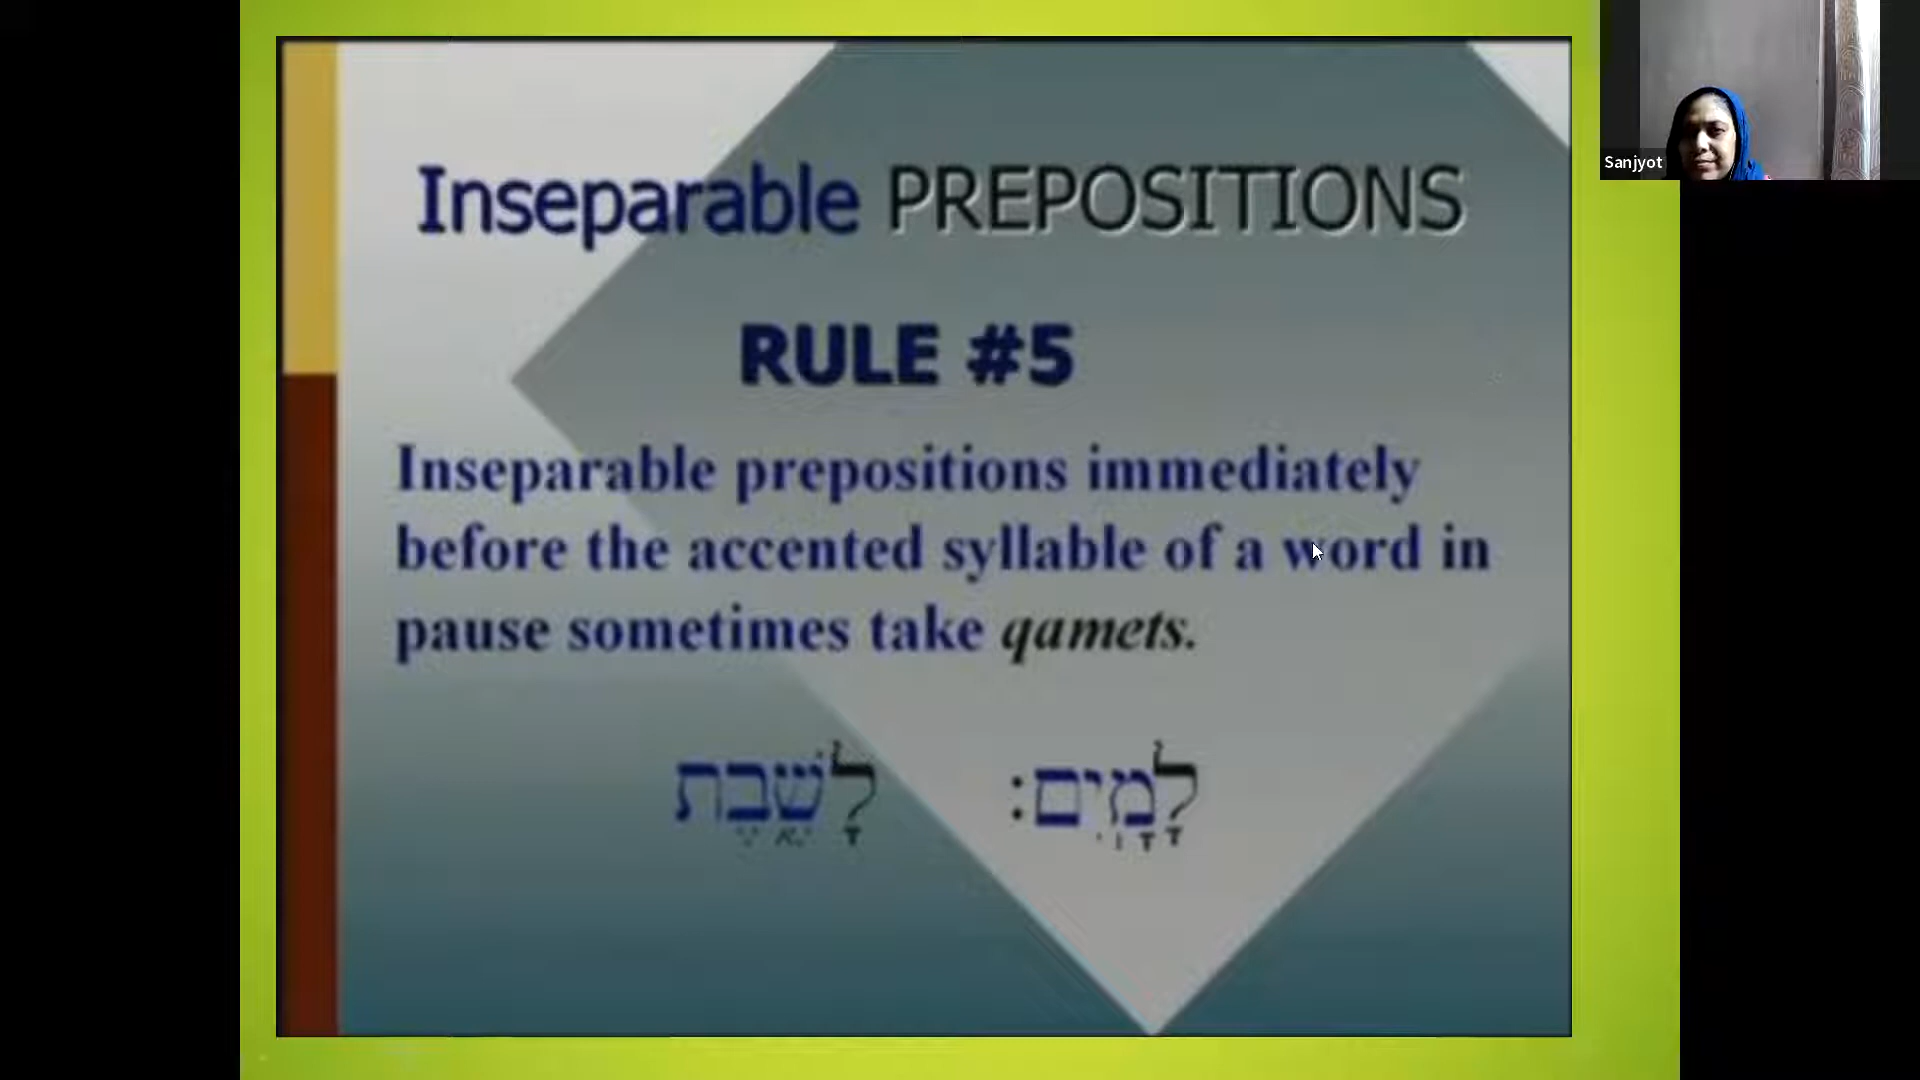 Inseparable PREPOSITIONS
RULE #5
Inseparable prepositions immediately
before the accented syllable of a word in
pause sometimes take qamets.
לָמָֽיִם׃ לָשֶׁ֫בֶת
Sanjyot